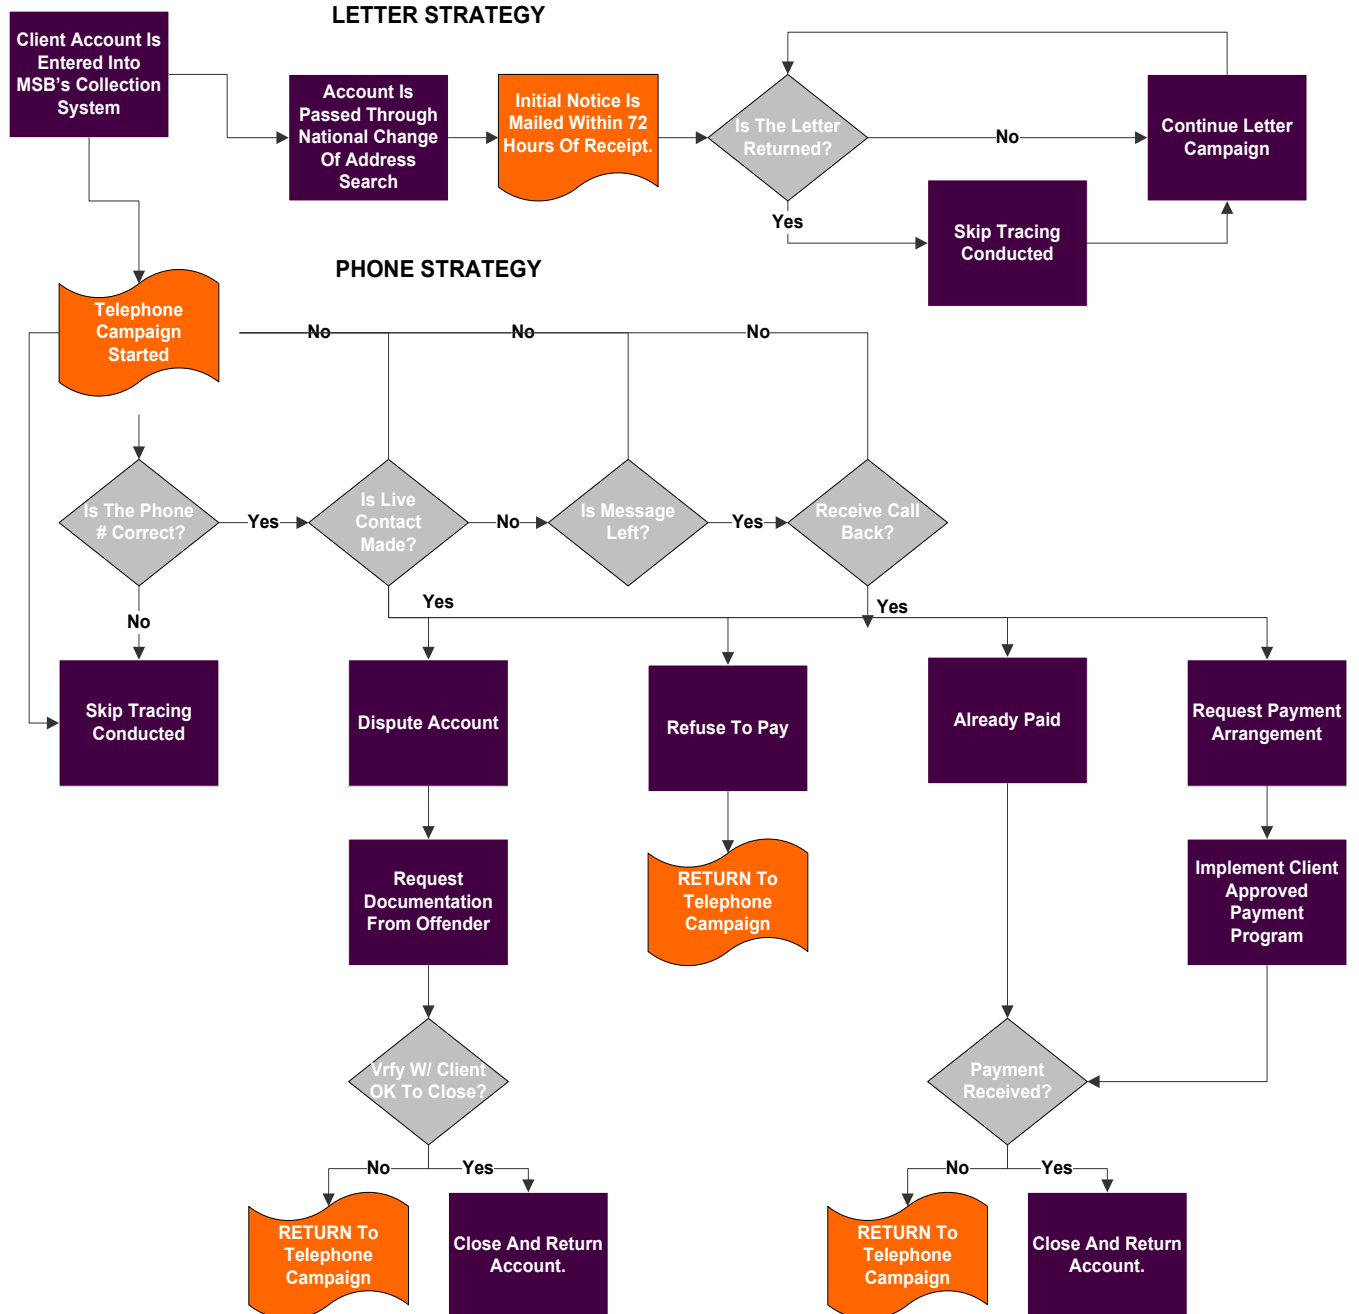 LETTER STRATEGY
Client Account Is
Entered Into
MSB's Collection
System
Account Is
Passed Through
National Change
Of Address
Search
Initial Notice Is
Mailed Within 72
Hours Of Receipt.
Is The Letter
Returned?
No
Continue Letter
Campaign
Yes
Skip Tracing
Conducted
PHONE STRATEGY
Telephone
Campaign
Started
No
No
No
Is The Phone
# Correct?
Yes
Is Live
Contact
Made?
No
Is Message
Left?
Yes
Receive Call
Back?
No
Yes
Yes
Skip Tracing
Conducted
Dispute Account
Refuse To Pay
Already Paid
Request Payment
Arrangement
Request
Documentation
From Offender
RETURN To
Telephone
Campaign
Implement Client
Approved
Payment
Program
Vrfy W/ Client
OK To Close?
Payment
Received?
No
Yes
No
Yes
RETURN To
Telephone
Campaign
Close And Return
Account.
RETURN To
Telephone
Campaign
Close And Return
Account.